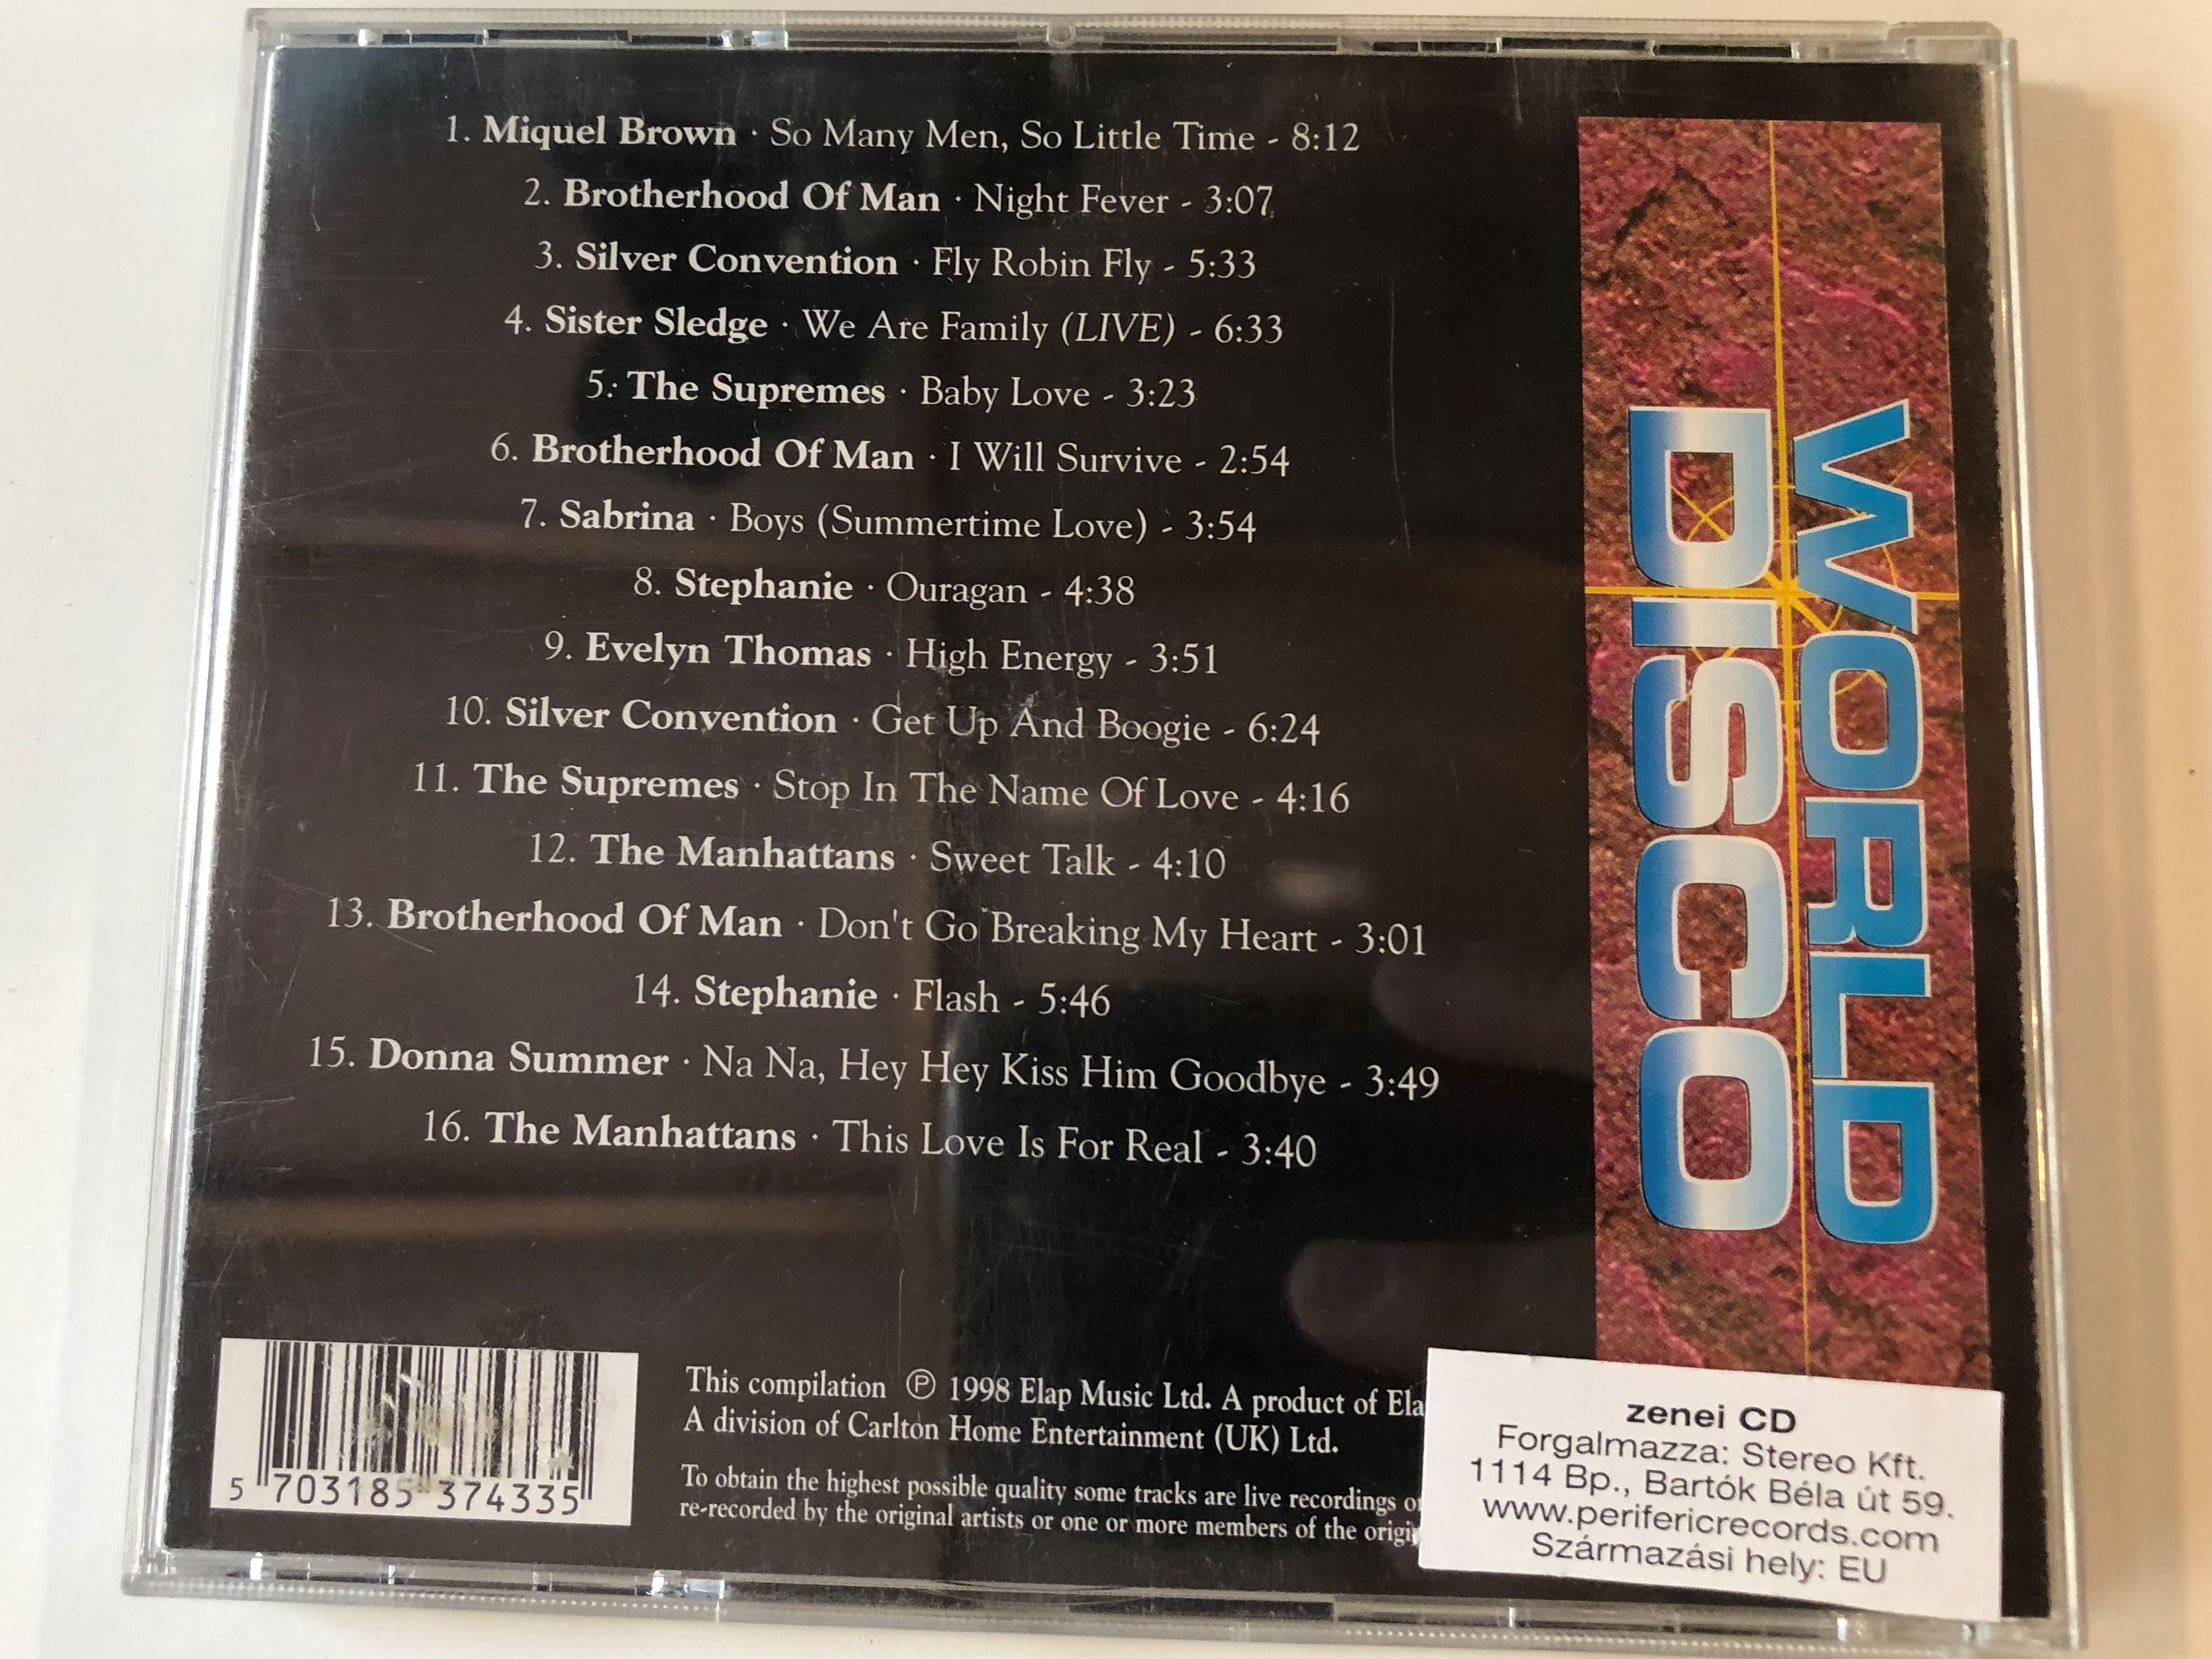 1. Miquel Brown · So Many Men, So Little Time - 8:12
2. Brotherhood Of Man · Night Fever - 3:07
3. Silver Convention · Fly Robin Fly - 5:33
4. Sister Sledge · We Are Family (LIVE) - 6:33
5. The Supremes · Baby Love - 3:23
6. Brotherhood Of Man · I Will Survive - 2:54
7. Sabrina · Boys (Summertime Love) - 3:54
8. Stephanie · Ouragan - 4:38
9. Evelyn Thomas · High Energy - 3:51
10. Silver Convention · Get Up And Boogie - 6:24
11. The Supremes · Stop In The Name Of Love - 4:16
12. The Manhattans · Sweet Talk - 4:10
13. Brotherhood Of Man · Don't Go Breaking My Heart - 3:01
14. Stephanie · Flash - 5:46
15. Donna Summer · Na Na, Hey Hey Kiss Him Goodbye - 3:49
16. The Manhattans · This Love Is For Real - 3:40
WORLD
DISCO
5 703185 374335
This compilation ℗ 1998 Elap Music Ltd. A product of
A division of Carlton Home Entertainment (UK) Ltd.
To obtain the highest possible quality some tracks are live recordings
re-recorded by the original artists or one or more members of the
zenei CD
Forgalmazza: Stereo Kft.
1114 Bp., Bartók Béla út 59.
www.perifericrecords.com
Származási hely: EU